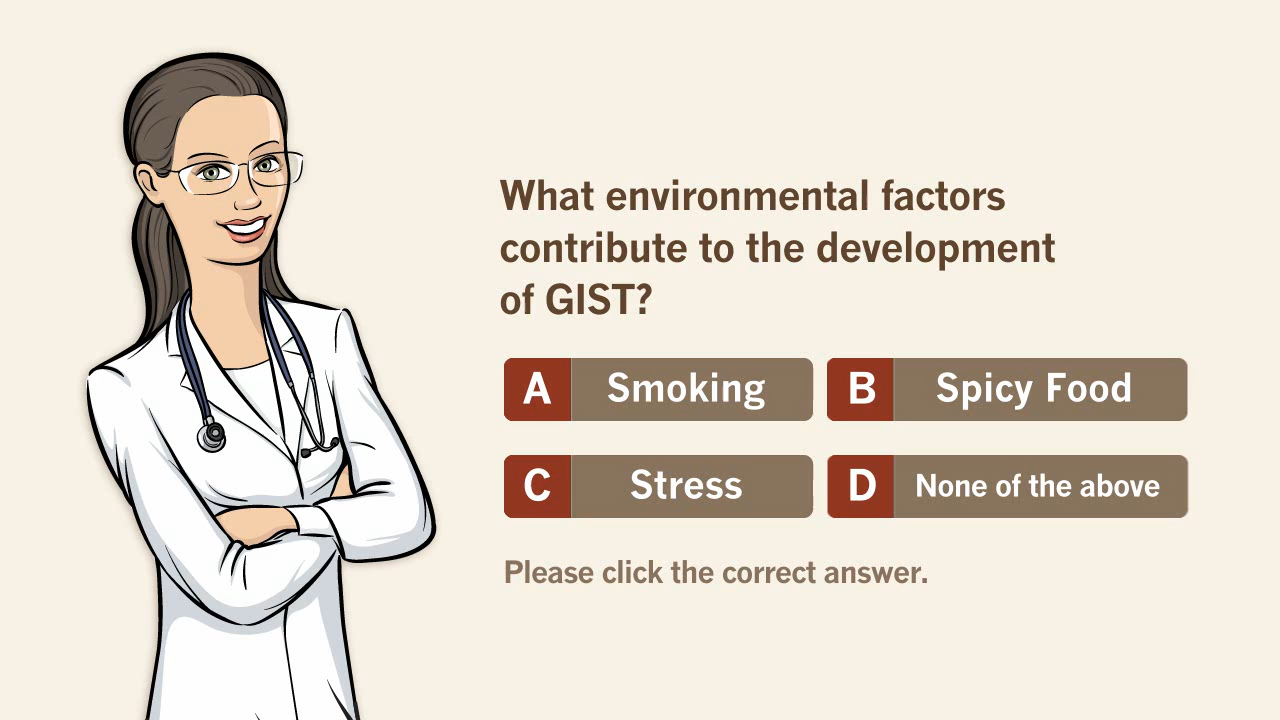 What environmental factors
contribute to the development
of GIST?
A Smoking
B Spicy Food
C Stress
D None of the above
Please click the correct answer.